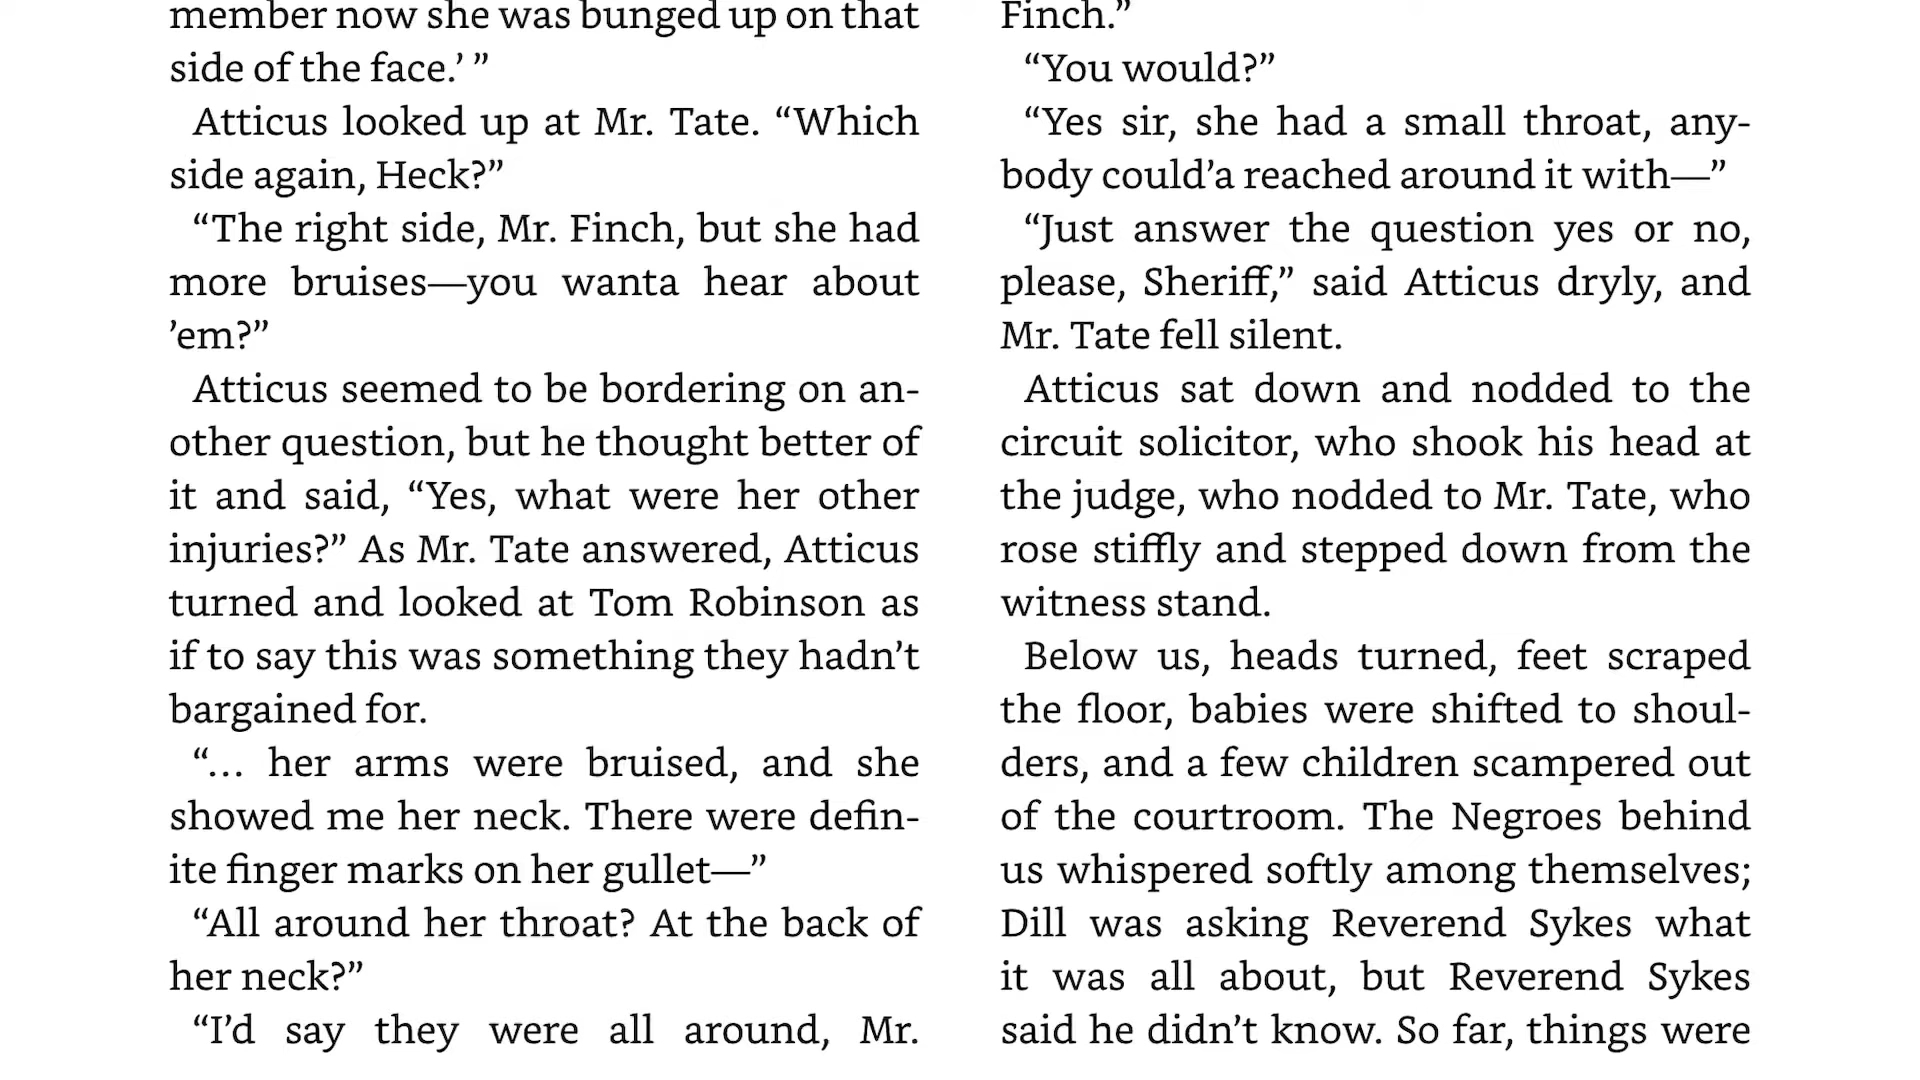 member now she was bunged up on that
side of the face.’ ”
Atticus looked up at Mr. Tate. “Which
side again, Heck?”
“The right side, Mr. Finch, but she had
more bruises—you wanta hear about
’em?”
Atticus seemed to be bordering on an-
other question, but he thought better of
it and said, “Yes, what were her other
injuries?” As Mr. Tate answered, Atticus
turned and looked at Tom Robinson as
if to say this was something they hadn’t
bargained for.
“… her arms were bruised, and she
showed me her neck. There were defin-
ite finger marks on her gullet—”
“All around her throat? At the back of
her neck?”
“I’d say they were all around, Mr.
Finch.”
“You would?”
“Yes sir, she had a small throat, any-
body could’a reached around it with—”
“Just answer the question yes or no,
please, Sheriff,” said Atticus dryly, and
Mr. Tate fell silent.
Atticus sat down and nodded to the
circuit solicitor, who shook his head at
the judge, who nodded to Mr. Tate, who
rose stiffly and stepped down from the
witness stand.
Below us, heads turned, feet scraped
the floor, babies were shifted to shoul-
ders, and a few children scampered out
of the courtroom. The Negroes behind
us whispered softly among themselves;
Dill was asking Reverend Sykes what
it was all about, but Reverend Sykes
said he didn’t know. So far, things were